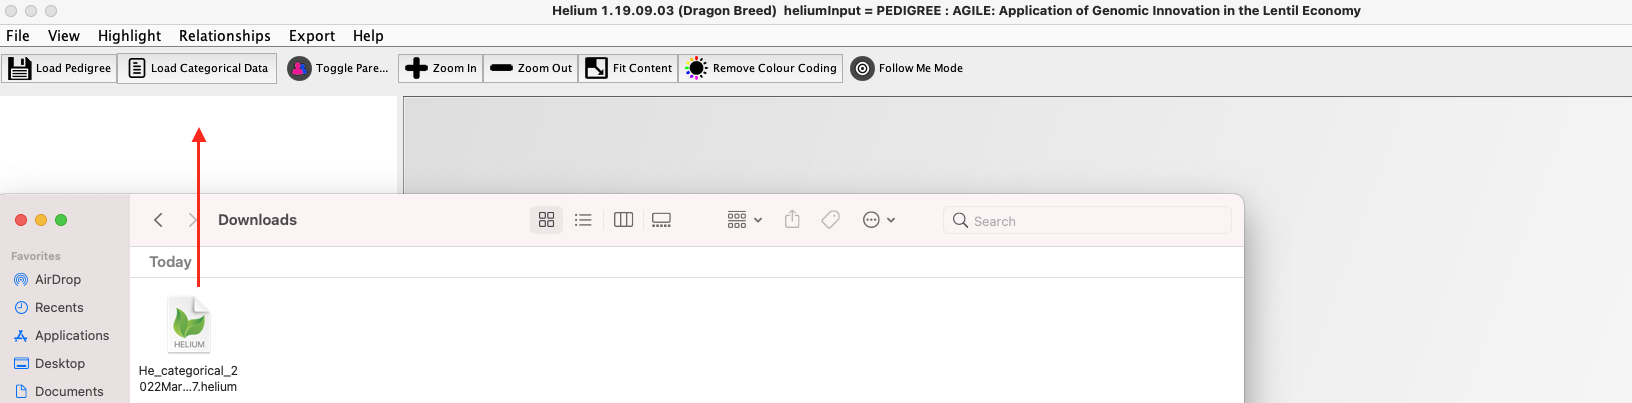 Helium 1.19.09.03 (Dragon Breed)  heliumInput = PEDIGREE : AGILE: Application of Genomic Innovation in the Lentil Economy
File View Highlight Relationships Export Help
Load Pedigree Load Categorical Data Toggle Pare... Zoom In Zoom Out Fit Content Remove Colour Coding Follow Me Mode
Downloads Search
Favorites
Today
AirDrop
Recents
Applications
Desktop
Documents
HELIUM
He_categorical_2
022Mar...7.helium